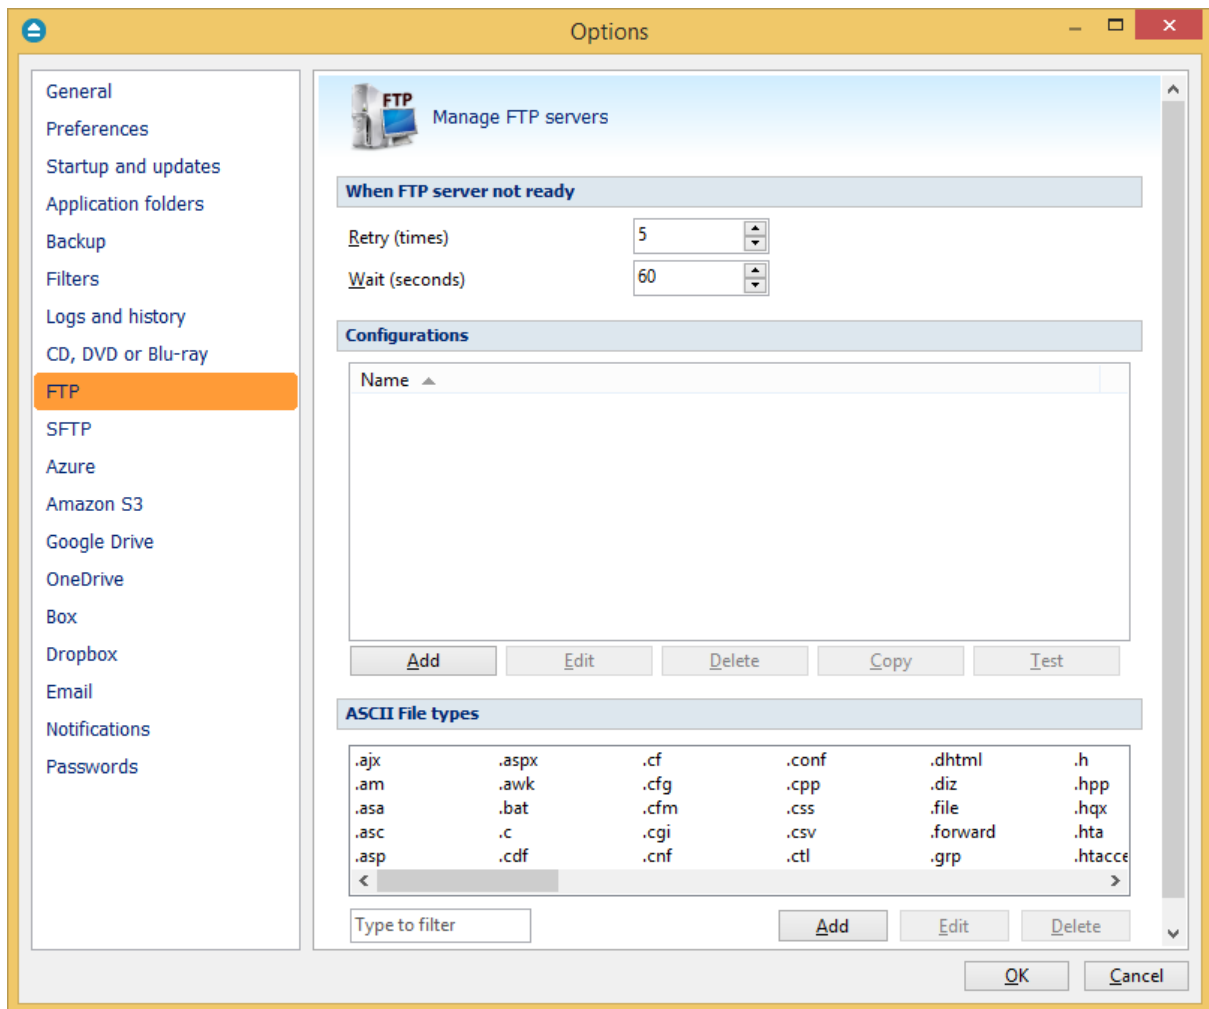 Options
General
Preferences
Startup and updates
Application folders
Backup
Filters
Logs and history
CD, DVD or Blu-ray
FTP
SFTP
Azure
Amazon S3
Google Drive
OneDrive
Box
Dropbox
Email
Notifications
Passwords
FTP
Manage FTP servers
When FTP server not ready
Retry (times) 5
Wait (seconds) 60
Configurations
Name
Add Edit Delete Copy Test
ASCII File types
.ajx .aspx .cf .conf .dhtml .h
.am .awk .cfg .cpp .diz .hpp
.asa .bat .cfm .css .file .hqx
.asc .c .cgi .csv .forward .hta
.asp .cdf .cnf .ctl .grp .htacce
Type to filter Add Edit Delete
OK Cancel